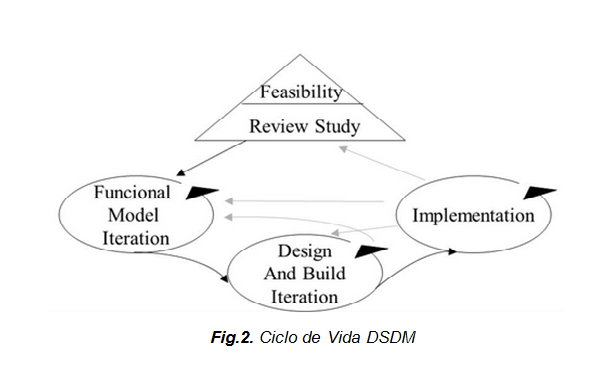 Feasibility
Review Study
Funcional
Model
Iteration
Implementation
Design
And Build
Iteration
Fig.2. Ciclo de Vida DSDM